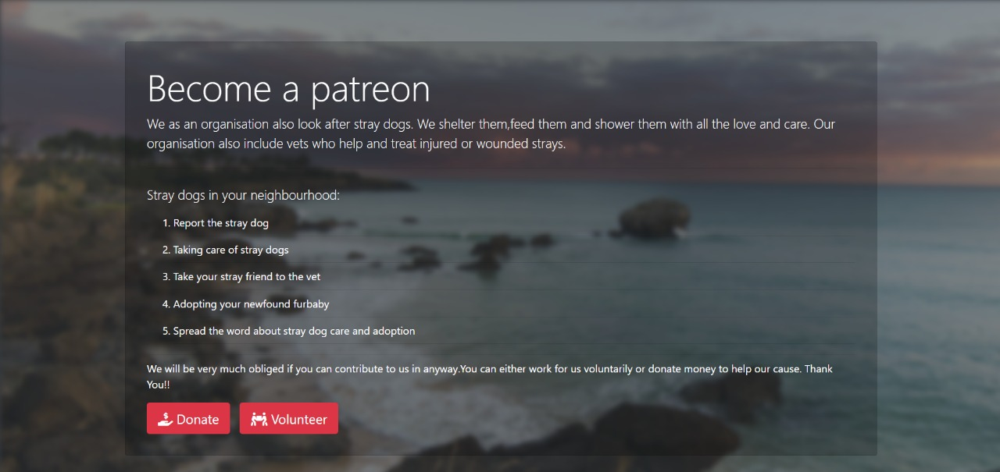 Become a patreon
We as an organisation also look after stray dogs. We shelter them,feed them and shower them with all the love and care. Our
organisation also include vets who help and treat injured or wounded strays.
Stray dogs in your neighbourhood:
1. Report the stray dog
2. Taking care of stray dogs
3. Take your stray friend to the vet
4. Adopting your newfound furbaby
5. Spread the word about stray dog care and adoption
We will be very much obliged if you can contribute to us in anyway.You can either work for us voluntarily or donate money to help our cause. Thank
You!!
Donate Volunteer